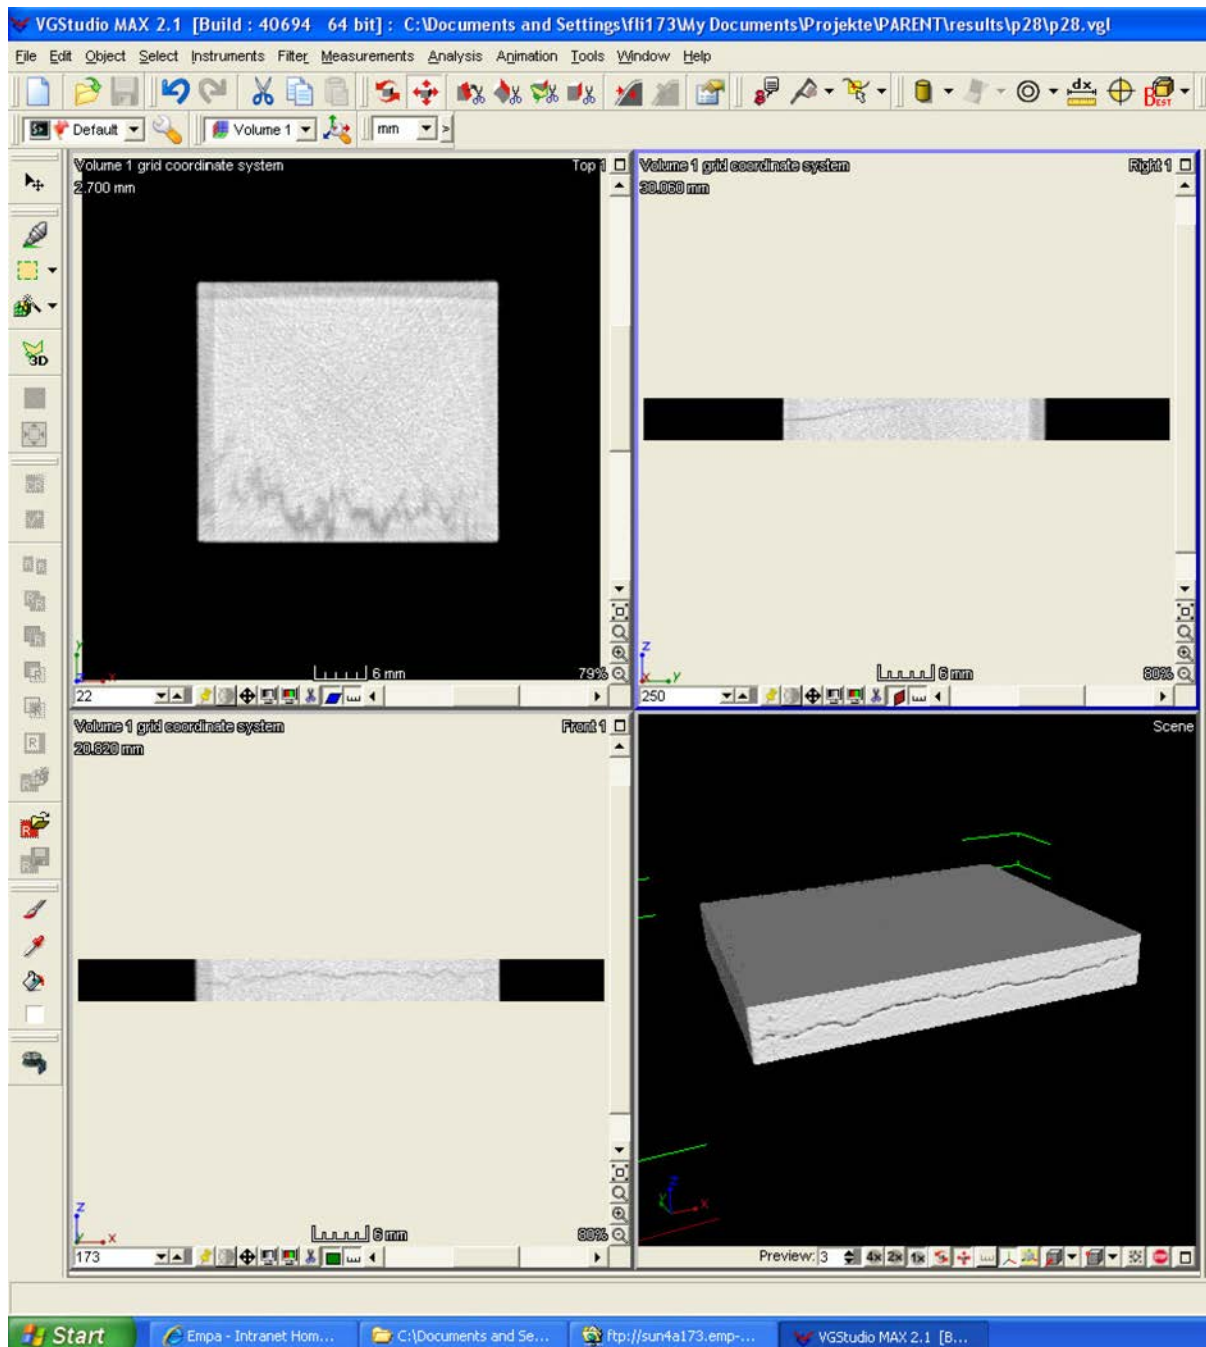 VGStudio MAX 2.1 [Build : 40694 64 bit] : C:\Documents and Settings\fli173\My Documents\Projekte\PARENT\results\p28\p28.vgl
File Edit Object Select Instruments Filter Measurements Analysis Animation Tools Window Help
dx
BEST
Default
Volume 1
mm
>
Volume 1 grid coordinate system
Top 1
2.700 mm
Volume 1 grid coordinate system
Right 1
30.060 mm
3D
CR
R
6 mm
79%
22
6 mm
80%
250
Volume 1 grid coordinate system
Front 1
20.820 mm
Scene
6 mm
80%
173
Preview: 3
4x 2x 1x
Start
Empa - Intranet Hom...
C:\Documents and Se...
ftp://sun4a173.emp-...
VGStudio MAX 2.1 [B...